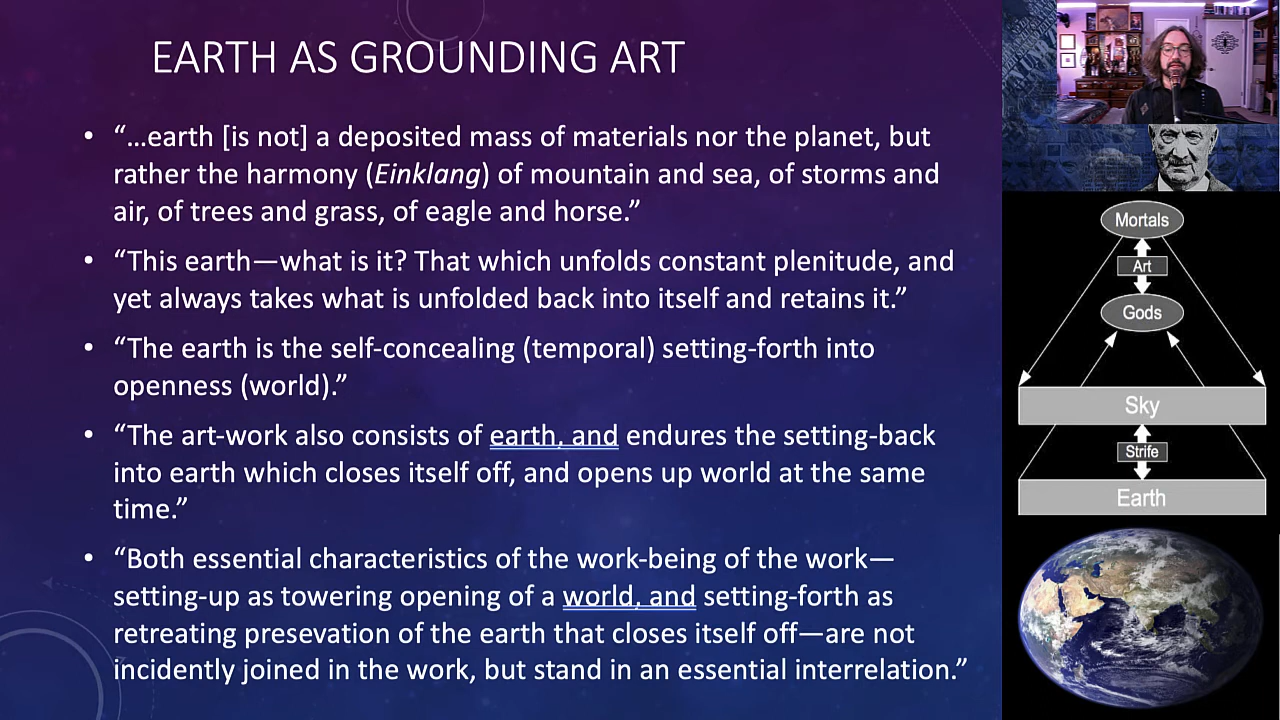 EARTH AS GROUNDING ART
• “...earth [is not] a deposited mass of materials nor the planet, but
rather the harmony (Einklang) of mountain and sea, of storms and
air, of trees and grass, of eagle and horse.”
• “This earth—what is it? That which unfolds constant plenitude, and
yet always takes what is unfolded back into itself and retains it.”
• “The earth is the self-concealing (temporal) setting-forth into
openness (world).”
• “The art-work also consists of earth, and endures the setting-back
into earth which closes itself off, and opens up world at the same
time.”
• “Both essential characteristics of the work-being of the work—
setting-up as towering opening of a world, and setting-forth as
retreating presevation of the earth that closes itself off—are not
incidently joined in the work, but stand in an essential interrelation.”
Mortals
Art
Gods
Sky
Strife
Earth